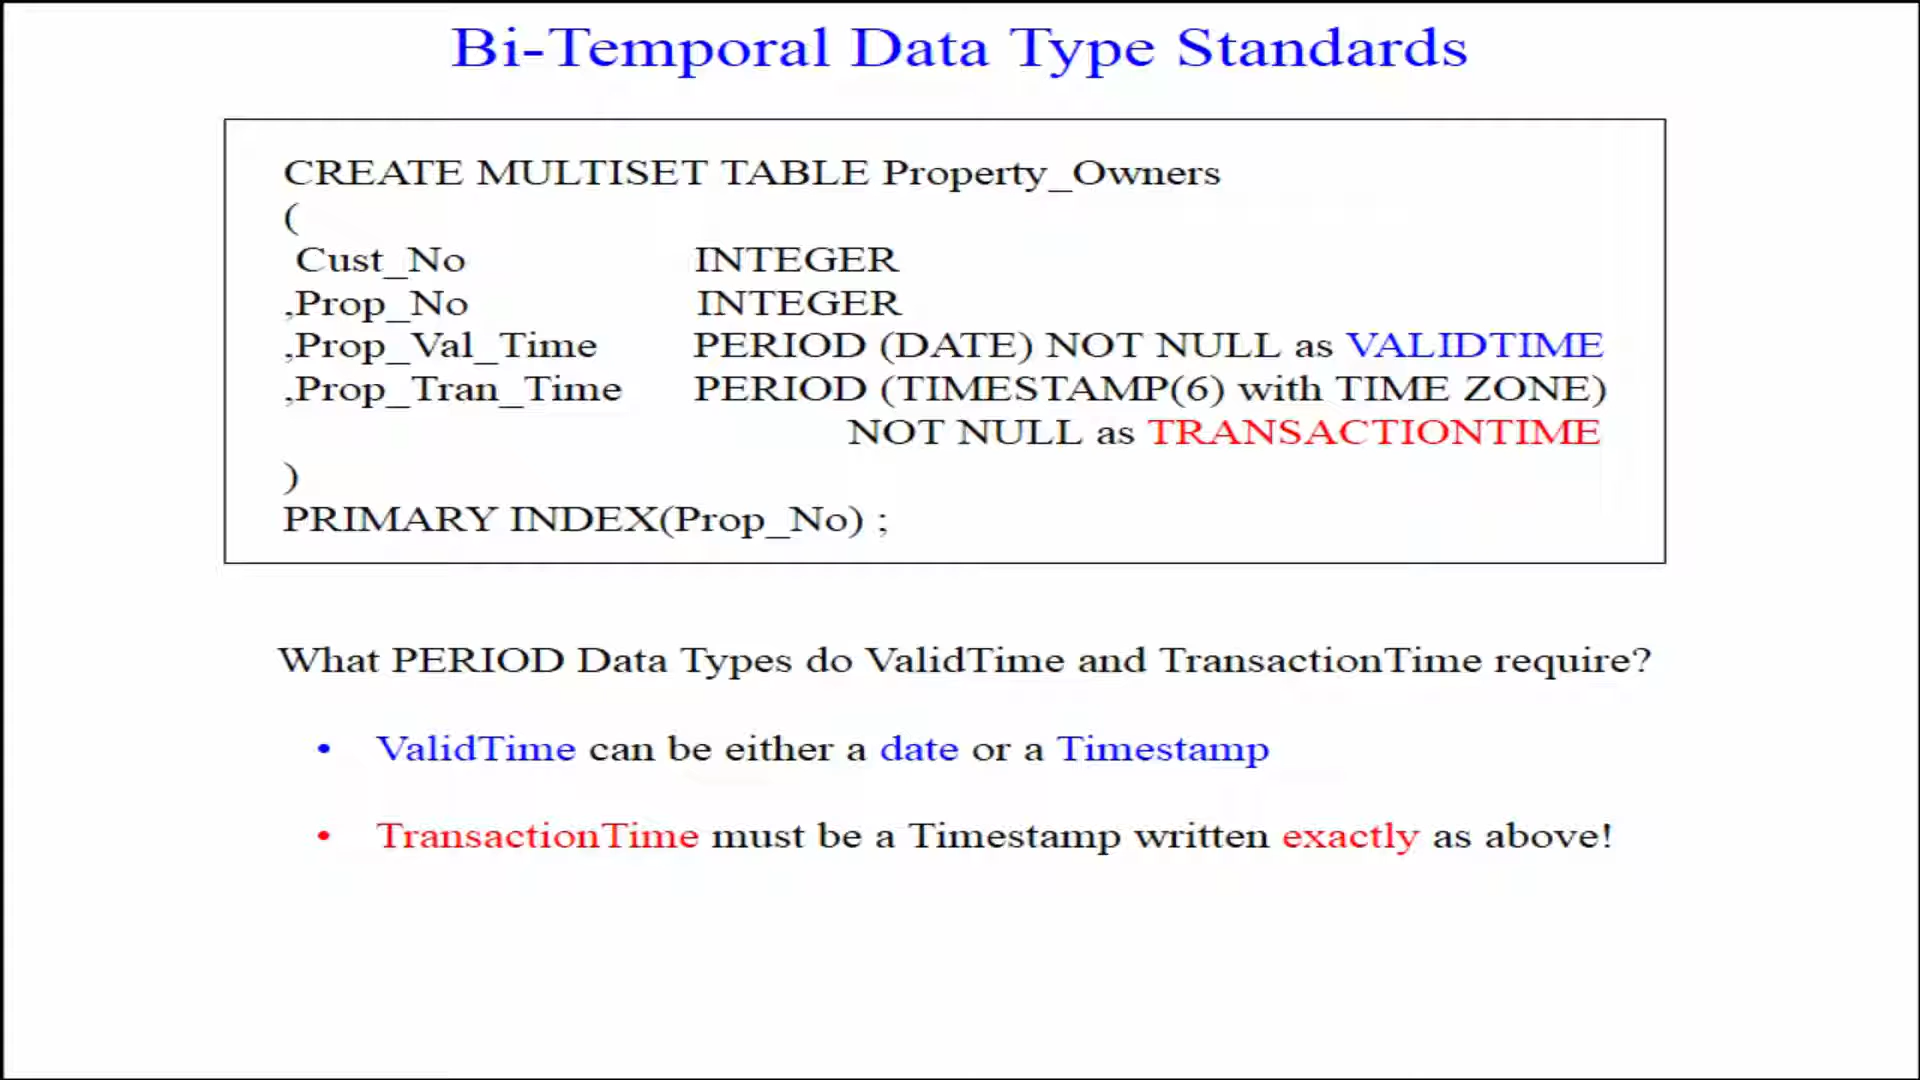 Bi-Temporal Data Type Standards
CREATE MULTISET TABLE Property_Owners
(
Cust_No INTEGER
,Prop_No INTEGER
,Prop_Val_Time PERIOD (DATE) NOT NULL as VALIDTIME
,Prop_Tran_Time PERIOD (TIMESTAMP(6) with TIME ZONE)
NOT NULL as TRANSACTIONTIME
)
PRIMARY INDEX(Prop_No) ;
What PERIOD Data Types do ValidTime and TransactionTime require?
• ValidTime can be either a date or a Timestamp
• TransactionTime must be a Timestamp written exactly as above!